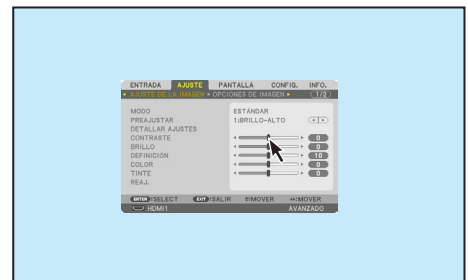 ENTRADA AJUSTE PANTALLA CONFIG. INFO.
AJUSTE DE LA IMAGEN OPCIONES DE IMAGEN 1/2
MODO ESTÁNDAR
PREAJUSTAR 1:BRILLO-ALTO
DETALLAR AJUSTES
CONTRASTE 0
BRILLO 0
DEFINICIÓN 10
COLOR 0
TINTE 0
REAJ.
ENTER:SELECT EXIT:SALIR ↕:MOVER ↔:MOVER
HDMI1 AVANZADO